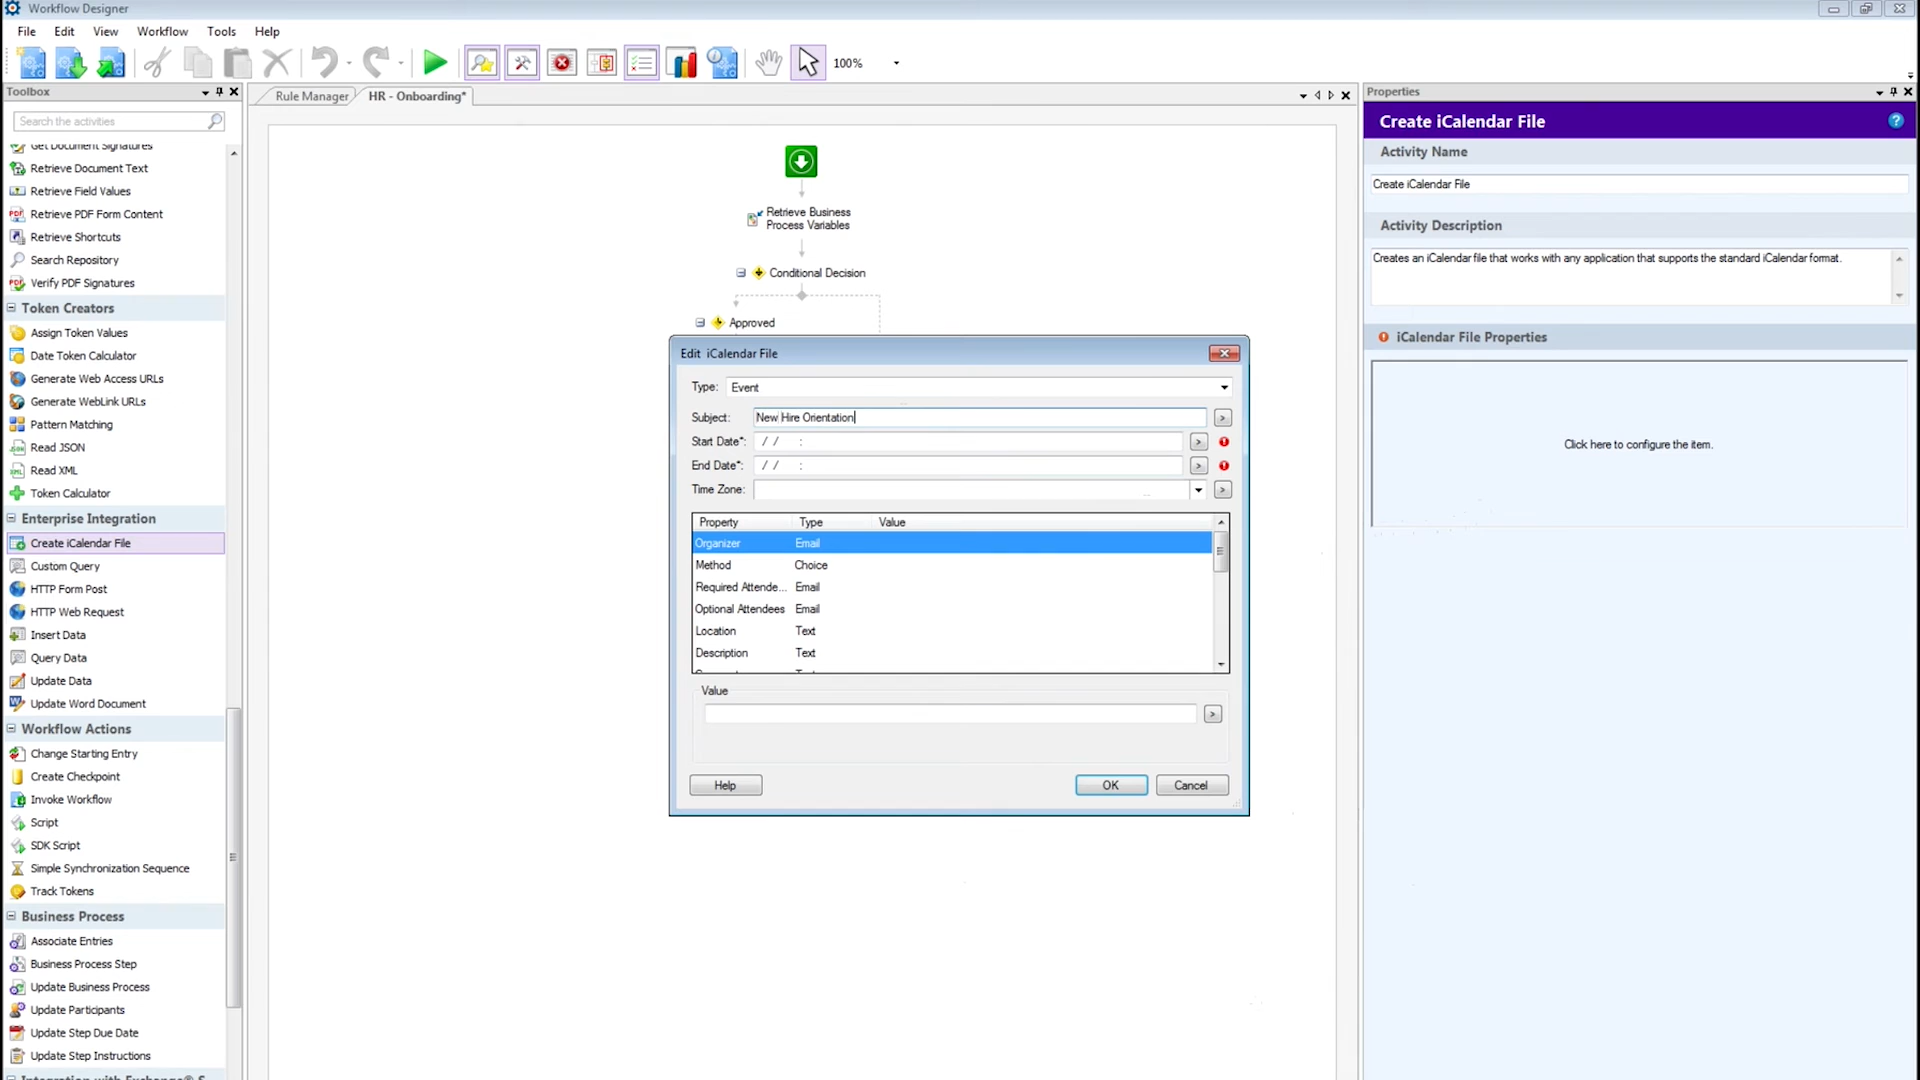 Workflow Designer
File Edit View Workflow Tools Help
100%
Toolbox
Search the activities
Get Document Signatures
Retrieve Document Text
Retrieve Field Values
Retrieve PDF Form Content
Retrieve Shortcuts
Search Repository
Verify PDF Signatures
Token Creators
Assign Token Values
Date Token Calculator
Generate Web Access URLs
Generate WebLink URLs
Pattern Matching
Read JSON
Read XML
Token Calculator
Enterprise Integration
Create iCalendar File
Custom Query
HTTP Form Post
HTTP Web Request
Insert Data
Query Data
Update Data
Update Word Document
Workflow Actions
Change Starting Entry
Create Checkpoint
Invoke Workflow
Script
SDK Script
Simple Synchronization Sequence
Track Tokens
Business Process
Associate Entries
Business Process Step
Update Business Process
Update Participants
Update Step Due Date
Update Step Instructions
Integration with Exchange® S
Rule Manager HR - Onboarding*
Retrieve Business
Process Variables
Conditional Decision
Approved
Edit iCalendar File
Type: Event
Subject: New Hire Orientation >
Start Date*: / / : >
End Date*: / / : >
Time Zone: >
Property Type Value
Organizer Email
Method Choice
Required Attende... Email
Optional Attendees Email
Location Text
Description Text
Value
>
Help OK Cancel
Properties
Create iCalendar File
Activity Name
Create iCalendar File
Activity Description
Creates an iCalendar file that works with any application that supports the standard iCalendar format.
iCalendar File Properties
Click here to configure the item.